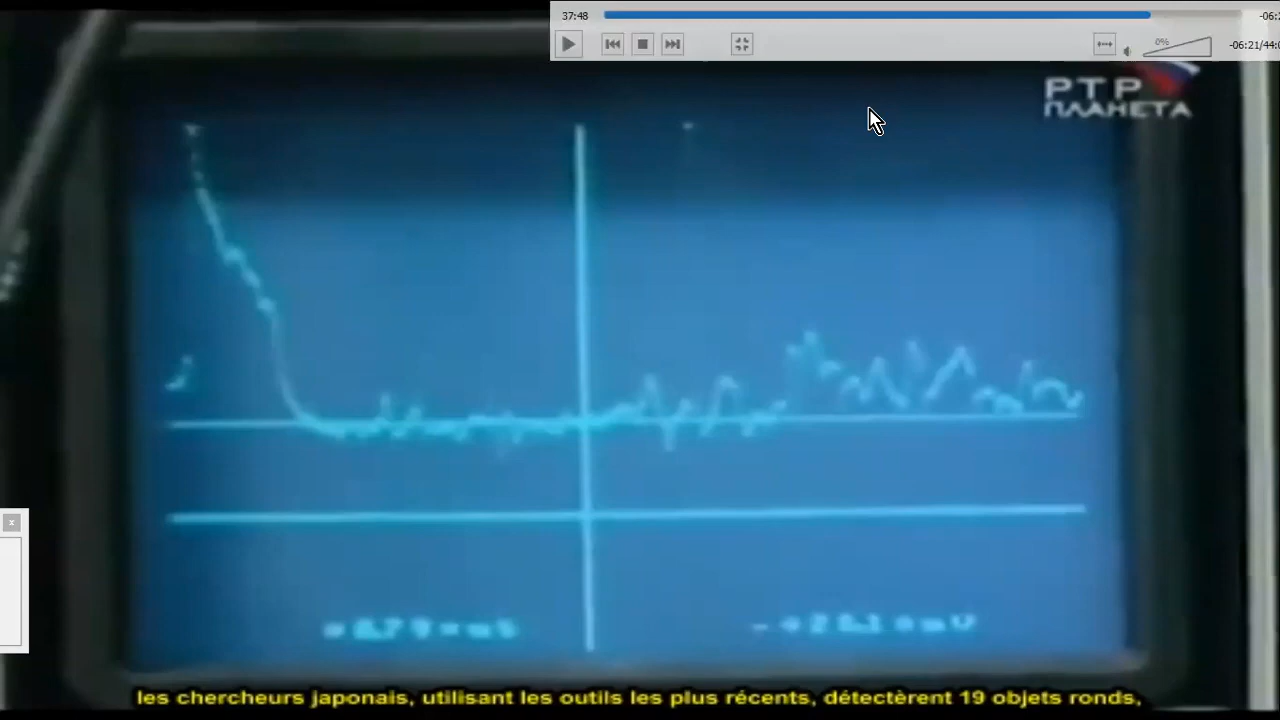 37:48
-06:2
0%
-06:21/44:0
РТР
ПЛАНЕТА
les chercheurs japonais, utilisant les outils les plus récents, détectèrent 19 objets ronds,